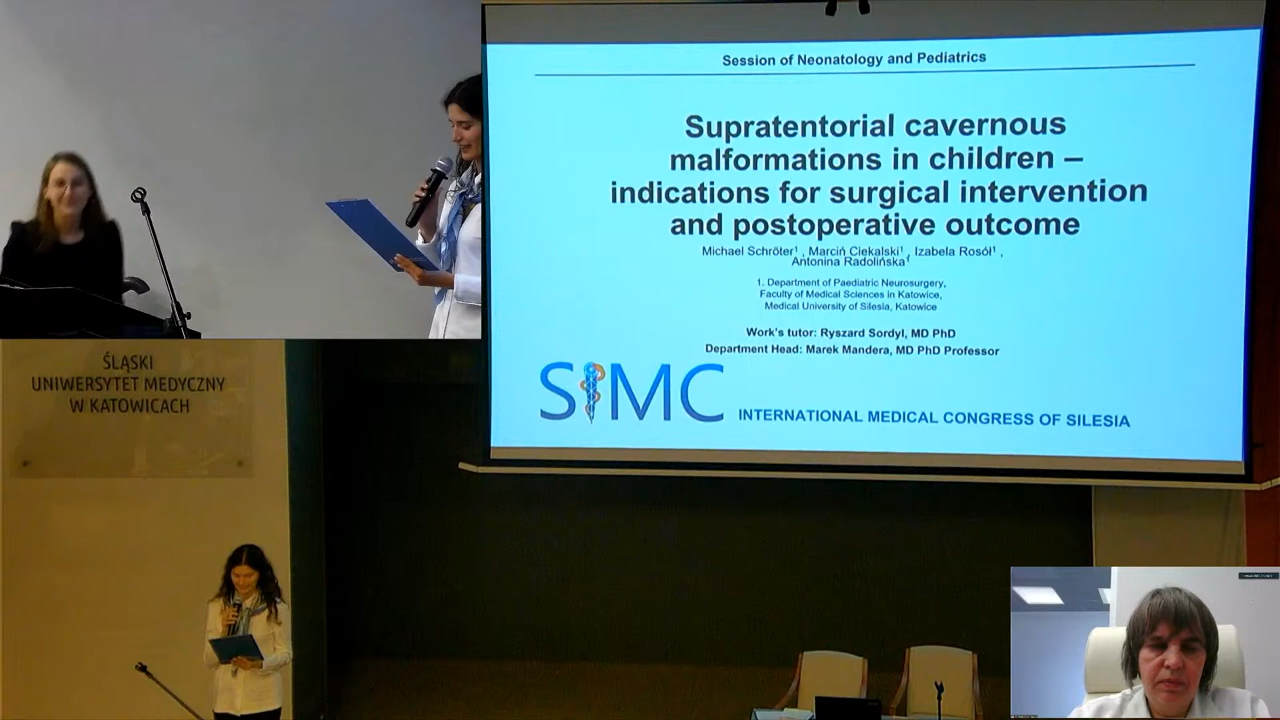 Session of Neonatology and Pediatrics
Supratentorial cavernous
malformations in children –
indications for surgical intervention
and postoperative outcome
Michael Schröter¹ , Marciń Ciekalski¹, Izabela Rosół¹ ,
Antonina Radolińska¹
1. Department of Paediatric Neurosurgery,
Faculty of Medical Sciences in Katowice,
Medical University of Silesia, Katowice
Work's tutor: Ryszard Sordyl, MD PhD
Department Head: Marek Mandera, MD PhD Professor
SIMC INTERNATIONAL MEDICAL CONGRESS OF SILESIA
ŚLĄSKI
UNIWERSYTET MEDYCZNY
W KATOWICACH